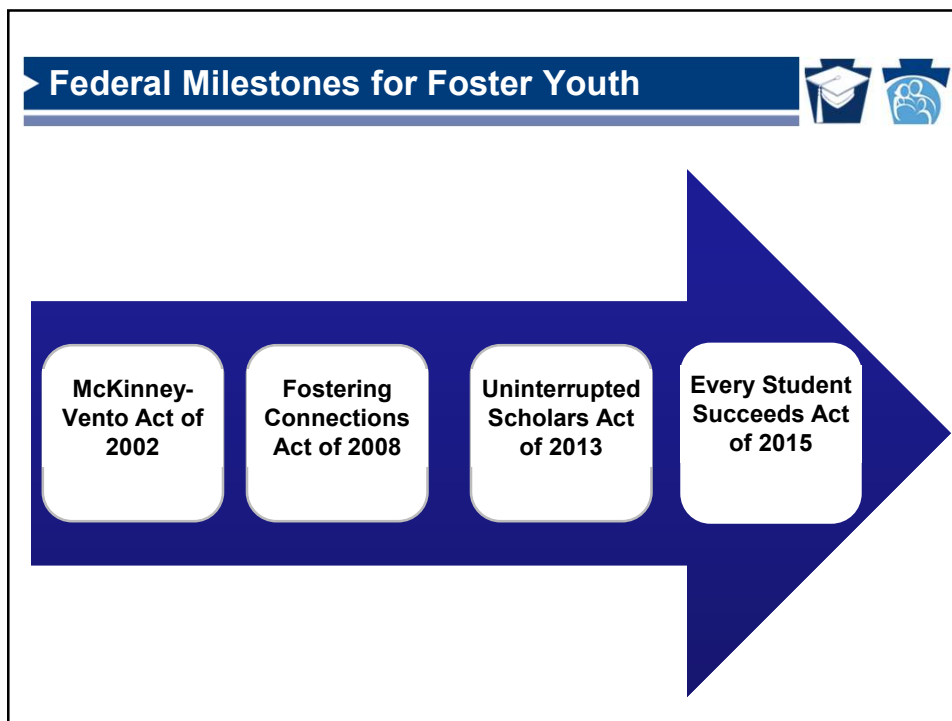 Federal Milestones for Foster Youth
McKinney-
Vento Act of
2002
Fostering
Connections
Act of 2008
Uninterrupted
Scholars Act
of 2013
Every Student
Succeeds Act
of 2015